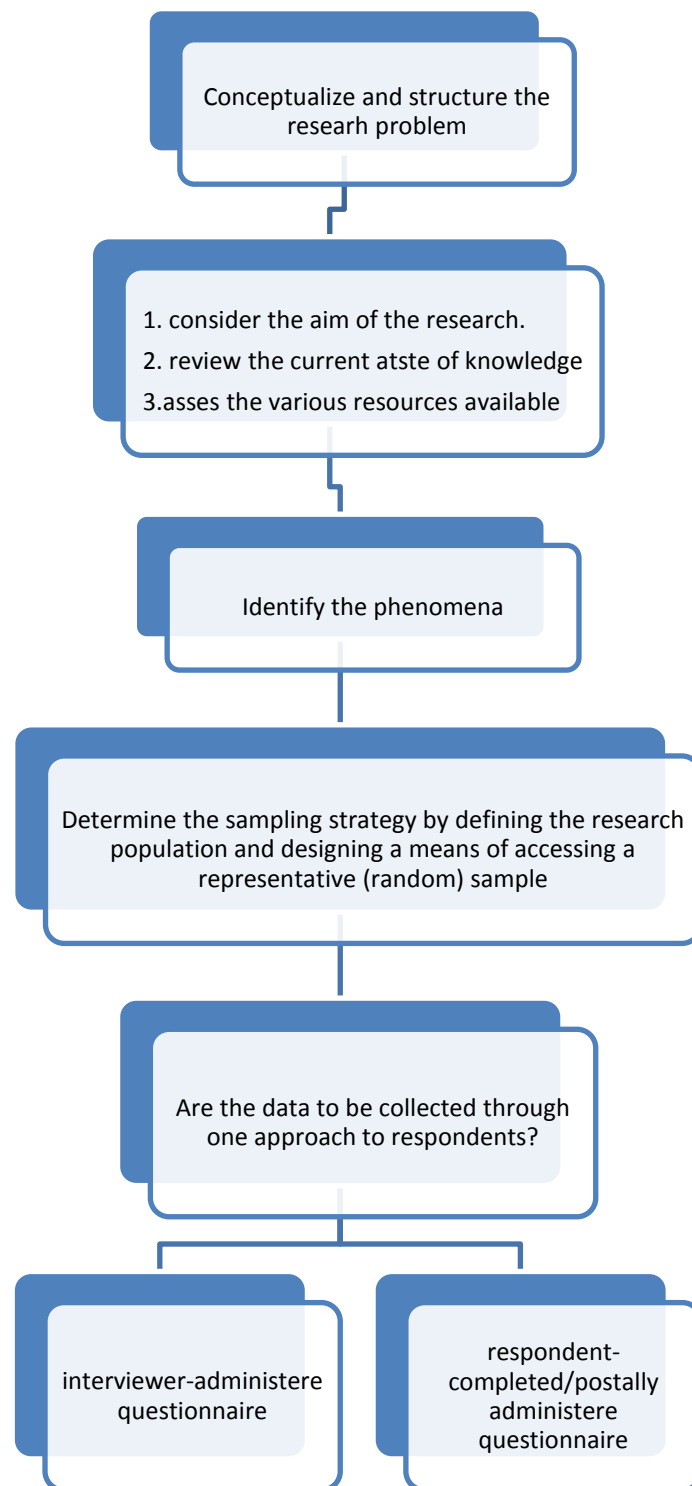 Conceptualize and structure the
researh problem
1. consider the aim of the research.
2. review the current atste of knowledge
3.asses the various resources available
Identify the phenomena
Determine the sampling strategy by defining the research
population and designing a means of accessing a
representative (random) sample
Are the data to be collected through
one approach to respondents?
interviewer-administere
questionnaire
respondent-
completed/postally
administere
questionnaire